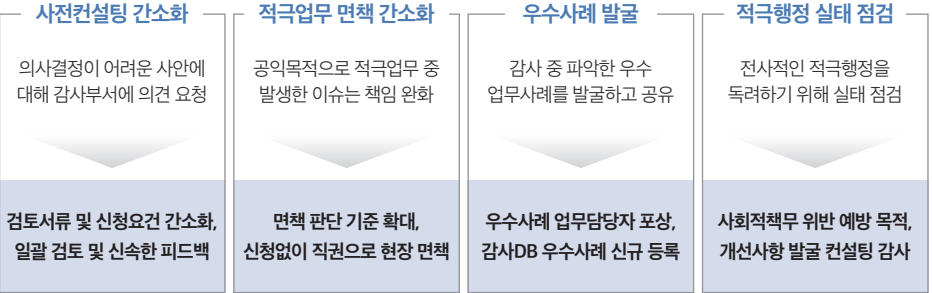 사전컨설팅 간소화
의사결정이 어려운 사안에
대해 감사부서에 의견 요청
검토서류 및 신청요건 간소화,
일괄 검토 및 신속한 피드백
적극업무 면책 간소화
공익목적으로 적극업무 중
발생한 이슈는 책임 완화
면책 판단 기준 확대,
신청없이 직권으로 현장 면책
우수사례 발굴
감사 중 파악한 우수
업무사례를 발굴하고 공유
우수사례 업무담당자 포상,
감사DB 우수사례 신규 등록
적극행정 실태 점검
전사적인 적극행정을
독려하기 위해 실태 점검
사회적책무 위반 예방 목적,
개선사항 발굴 컨설팅 감사